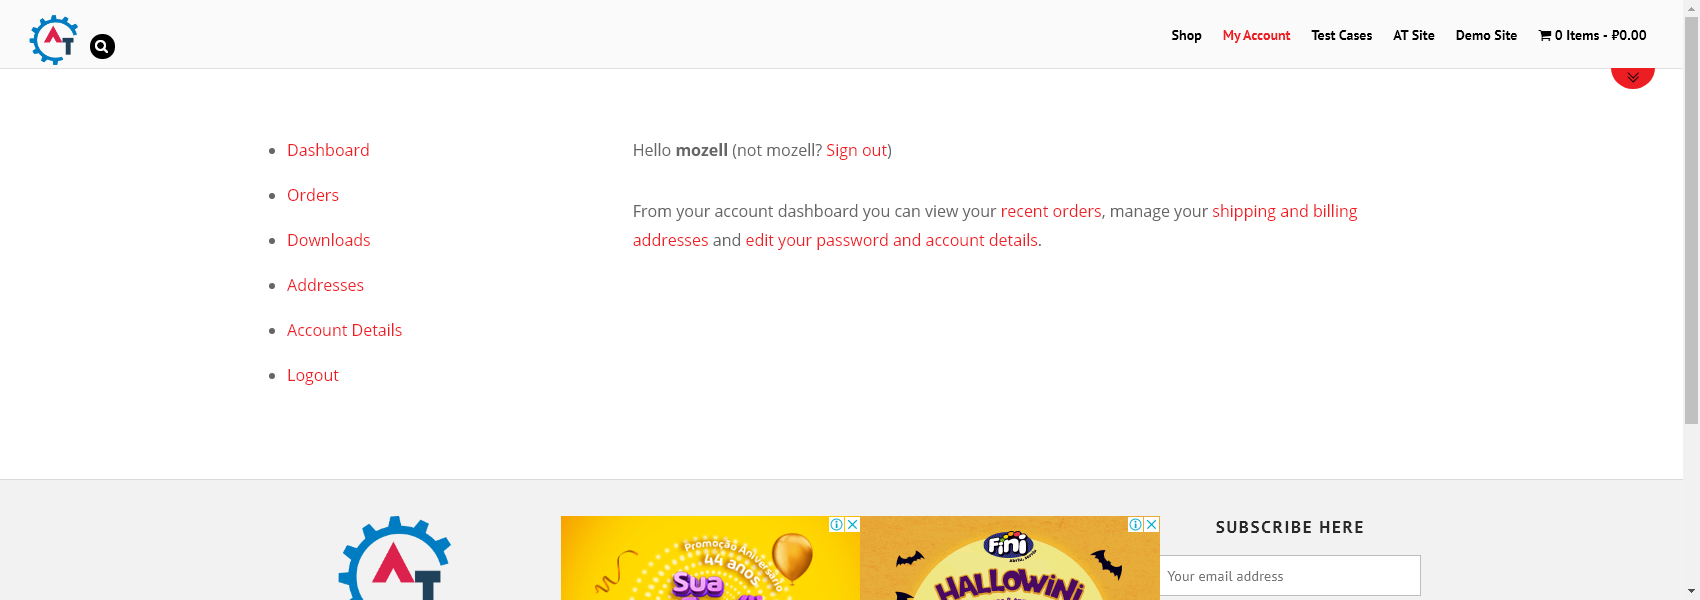 AT
Shop
My Account
Test Cases
AT Site
Demo Site
0 Items - ₽0.00
Dashboard
Orders
Downloads
Addresses
Account Details
Logout
Hello mozell (not mozell? Sign out)
From your account dashboard you can view your recent orders, manage your shipping and billing
addresses and edit your password and account details.
AT
Promoção Aniversário
44 anos
Sua
Fini
HALLOWINI
SUBSCRIBE HERE
Your email address